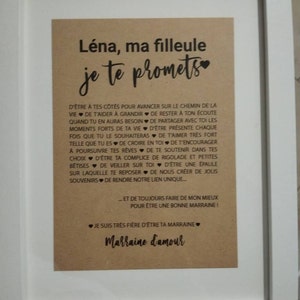 Léna, ma filleule
je te promets♥
D'ÊTRE À TES CÔTÉS POUR AVANCER SUR LE CHEMIN DE LA
VIE ♥ DE T'AIDER À GRANDIR ♥ DE RESTER À TON ÉCOUTE
QUAND TU EN AURAS BESOIN ♥ DE PARTAGER AVEC TOI LES
MOMENTS FORTS DE TA VIE ♥ D'ÊTRE PRÉSENTE CHAQUE
FOIS QUE TU LE SOUHAITERAS ♥ DE T'AIMER TRÈS FORT
TELLE QUE TU ES ♥ DE CROIRE EN TOI ♥ DE T'ENCOURAGER
À POURSUIVRE TES RÊVES ♥ DE TE SOUTENIR DANS TES
CHOIX ♥ D'ÊTRE TA COMPLICE DE RIGOLADE ET PETITES
BÊTISES ♥ DE VEILLER SUR TOI ♥ D'ÊTRE UNE ÉPAULE
SUR LAQUELLE TE REPOSER ♥ DE NOUS CRÉER DE JOLIS
SOUVENIRS ♥ DE RENDRE NOTRE LIEN UNIQUE...
... ET DE TOUJOURS FAIRE DE MON MIEUX
POUR ÊTRE UNE BONNE MARRAINE !
♥ JE SUIS TRÈS FIÈRE D'ÊTRE TA MARRAINE ♥
Marraine d'amour